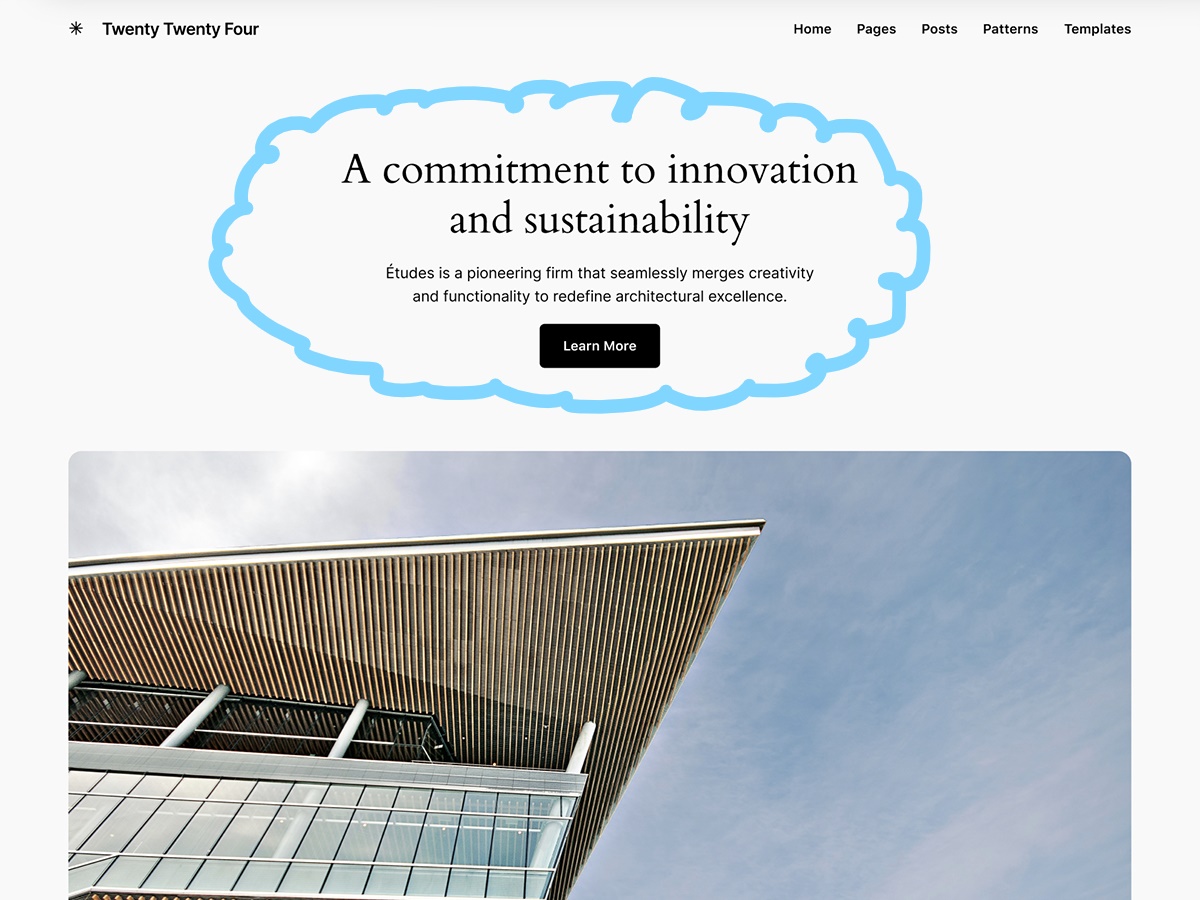 Twenty Twenty Four
Home Pages Posts Patterns Templates
A commitment to innovation
and sustainability
Études is a pioneering firm that seamlessly merges creativity
and functionality to redefine architectural excellence.
Learn More